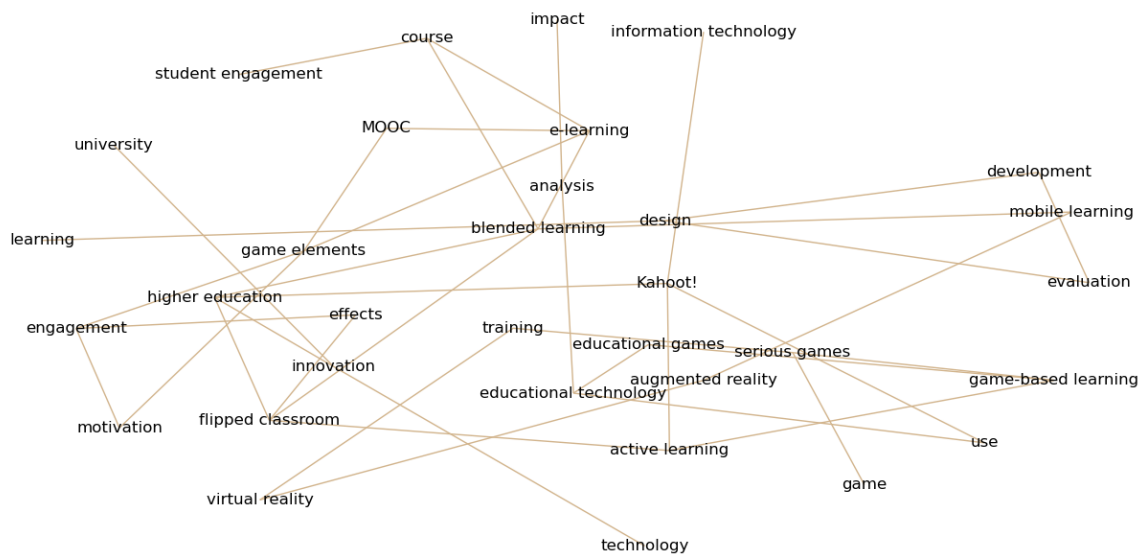 impact
information technology
course
student engagement
MOOC
e-learning
university
development
analysis
mobile learning
design
blended learning
learning
game elements
evaluation
Kahoot!
higher education
effects
engagement
training
educational games
serious games
innovation
augmented reality
game-based learning
educational technology
flipped classroom
motivation
use
active learning
game
virtual reality
technology